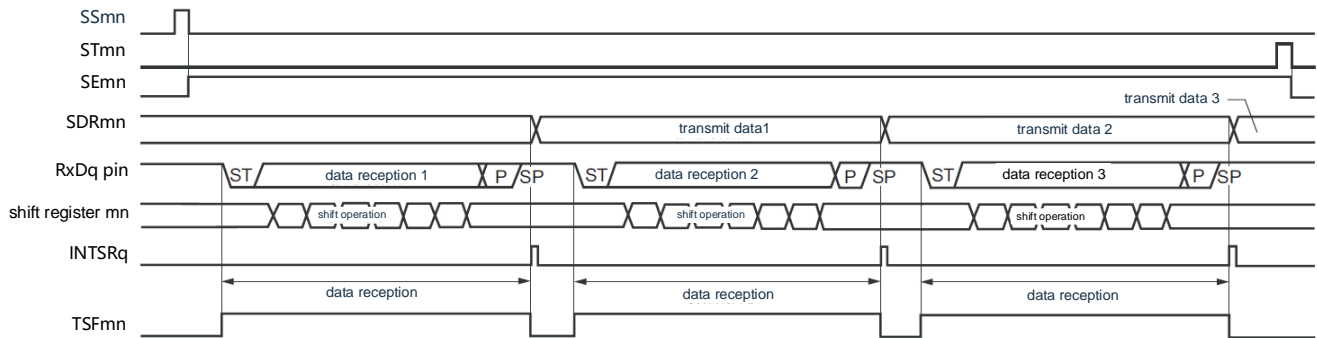 SSmn
STmn
SEmn
transmit data 3
SDRmn
transmit data1
transmit data 2
RxDq pin
ST data reception 1 P SP ST data reception 2 P SP ST data reception 3 P SP
shift register mn
shift operation shift operation shift operation
INTSRq
data reception data reception data reception
TSFmn